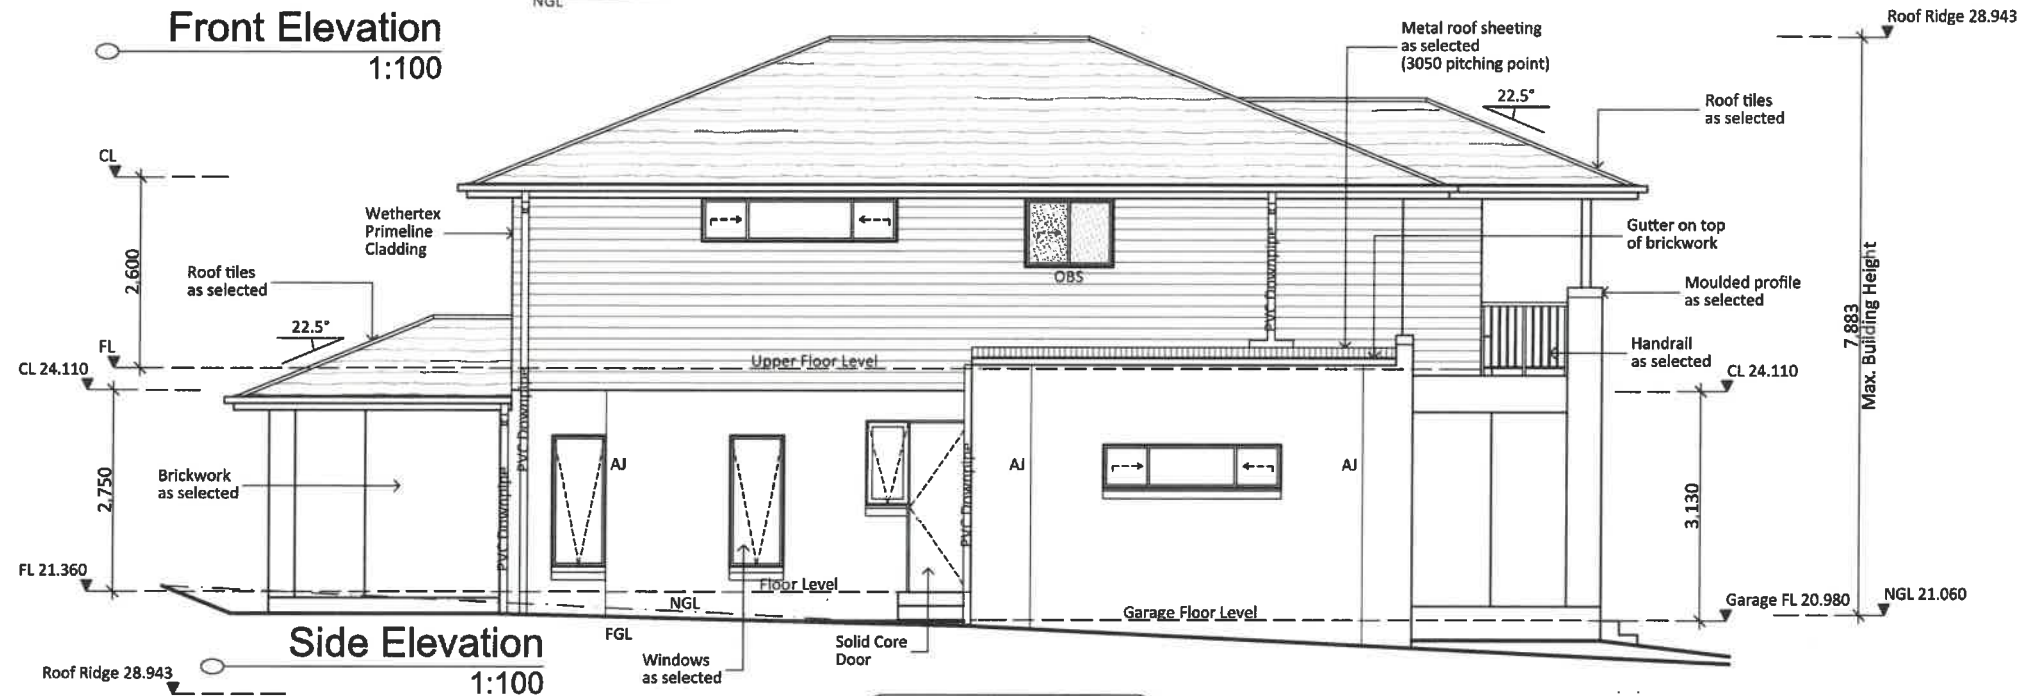 NGL
Front Elevation
1:100
Roof Ridge 28.943
Metal roof sheeting
as selected
(3050 pitching point)
22.5°
Roof tiles
as selected
CL
2,600
Wethertex
Primeline
Cladding
Roof tiles
as selected
22.5°
FL
CL 24.110
OBS
PVC Downpipe
Gutter on top
of brickwork
Moulded profile
as selected
7,883
Max. Building Height
Handrail
as selected
CL 24.110
Upper Floor Level
PVC Downpipe
AJ
AJ
AJ
Brickwork
as selected
2,750
PVC Downpipe
PVC Downpipe
3,130
FL 21.360
Floor Level
NGL
Garage Floor Level
Garage FL 20.980
NGL 21.060
FGL
Side Elevation
1:100
Windows
as selected
Solid Core
Door
Roof Ridge 28.943